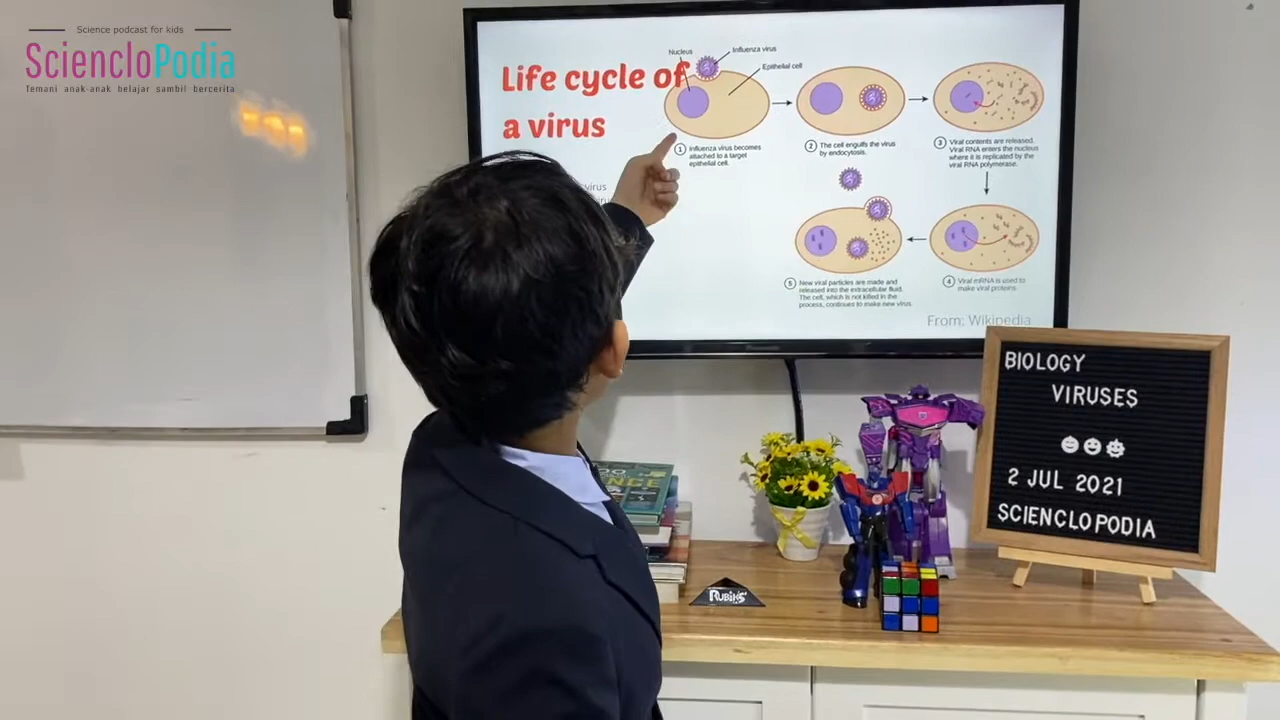 Science podcast for kids
SciencloPodia
Temani anak-anak belajar sambil bercerita
Life cycle of
a virus
Nucleus
Influenza virus
Epithelial cell
1 Influenza virus becomes
attached to a target
epithelial cell.
2 The cell engulfs the virus
by endocytosis.
3 Viral contents are released.
Viral RNA enters the nucleus
where it is replicated by the
viral RNA polymerase.
4 Viral mRNA is used to
make viral proteins.
5 New viral particles are made and
released into the extracellular fluid.
The cell, which is not killed in the
process, continues to make new virus.
virus
From: Wikipedia
BIOLOGY
VIRUSES
2 JUL 2021
SCIENCLOPODIA
SCIENCE
RUBIK'S